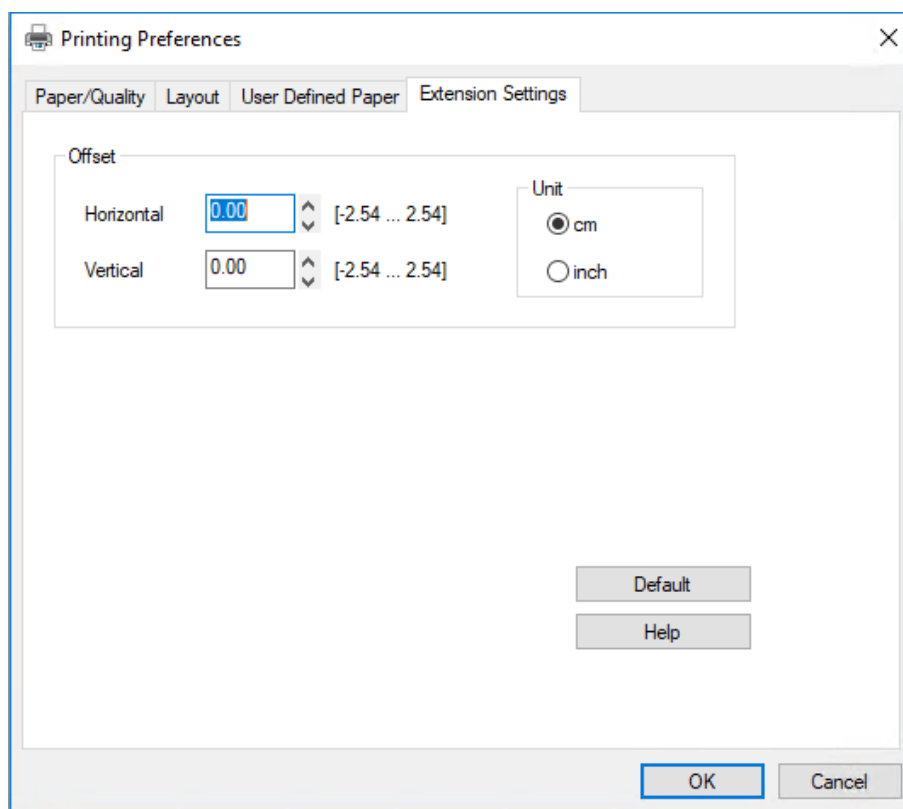 Printing Preferences
Paper/Quality Layout User Defined Paper Extension Settings
Offset
Unit
Horizontal 0.00 [-2.54 ... 2.54]
cm
Vertical 0.00 [-2.54 ... 2.54]
inch
Default
Help
OK Cancel